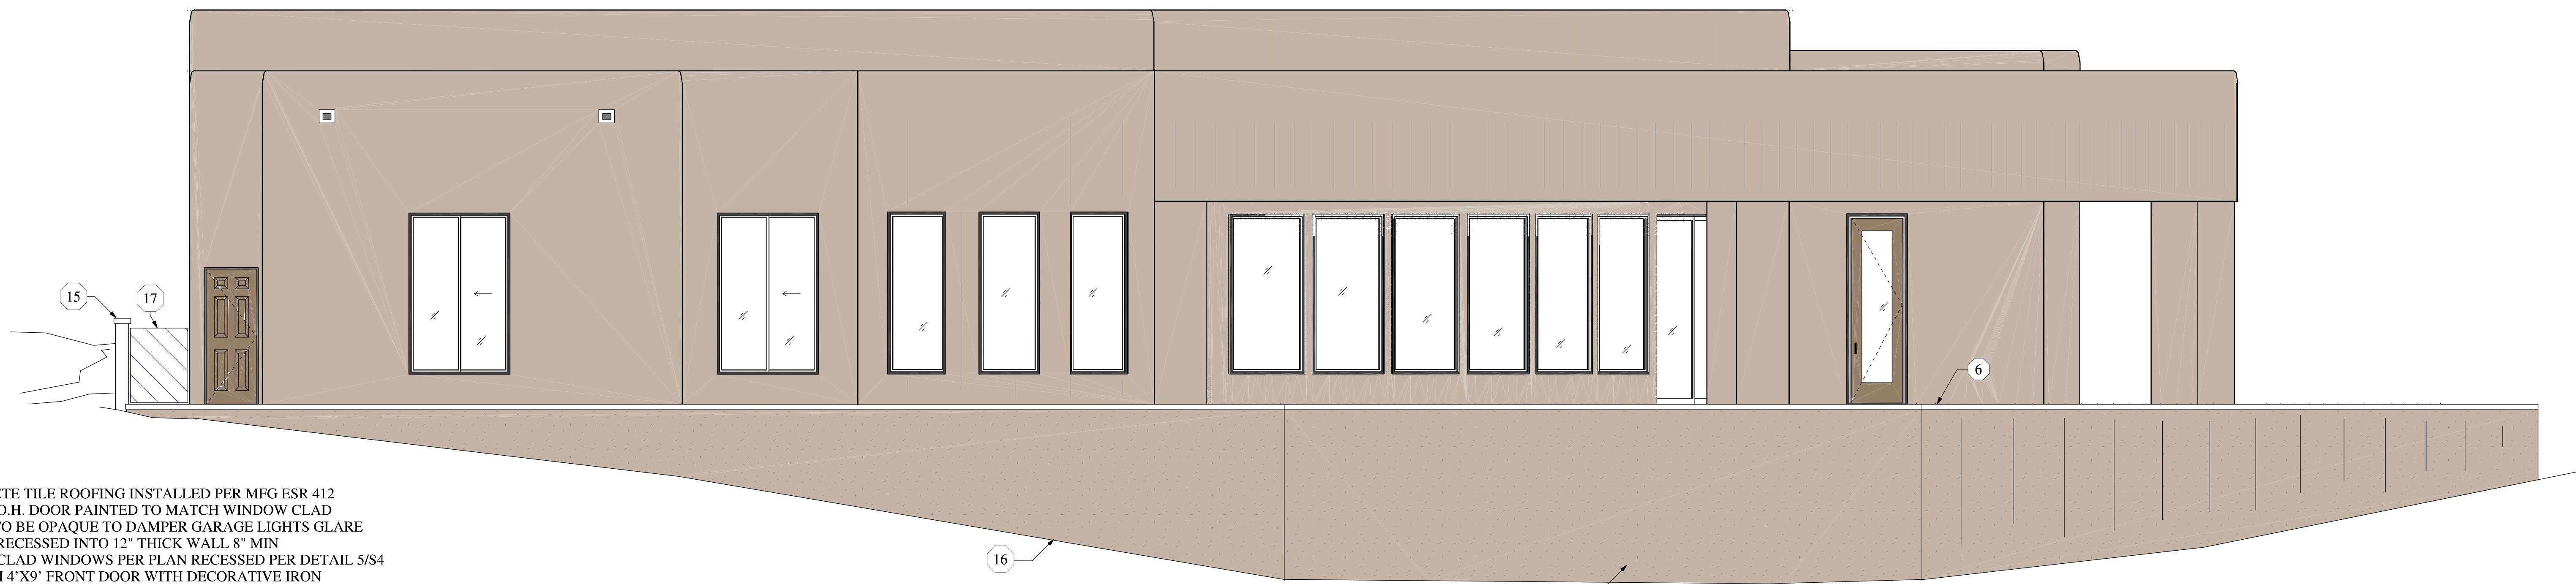 15
17
6
16
TE TILE ROOFING INSTALLED PER MFG ESR 412
O.H. DOOR PAINTED TO MATCH WINDOW CLAD
TO BE OPAQUE TO DAMPER GARAGE LIGHTS GLARE
RECESSED INTO 12" THICK WALL 8" MIN
CLAD WINDOWS PER PLAN RECESSED PER DETAIL 5/S4
4'X9' FRONT DOOR WITH DECORATIVE IRON